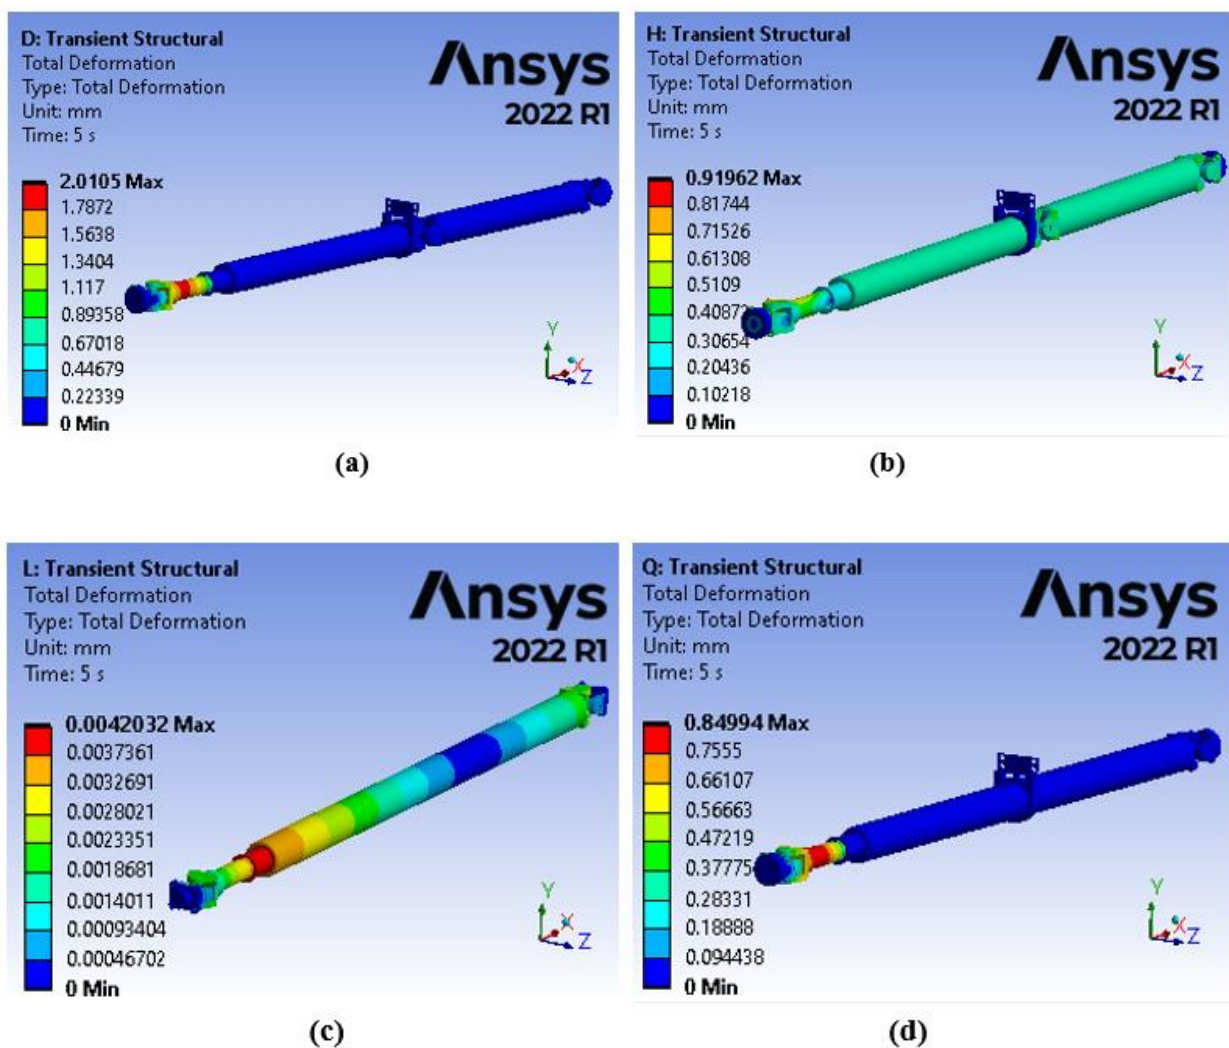 D: Transient Structural
Total Deformation
Type: Total Deformation
Unit: mm
Time: 5 s
Ansys
2022 R1
2.0105 Max
1.7872
1.5638
1.3404
1.117
0.89358
0.67018
0.44679
0.22339
0 Min
Y
X
Z
(a)
H: Transient Structural
Total Deformation
Type: Total Deformation
Unit: mm
Time: 5 s
Ansys
2022 R1
0.91962 Max
0.81744
0.71526
0.61308
0.5109
0.40872
0.30654
0.20436
0.10218
0 Min
Y
X
Z
(b)
L: Transient Structural
Total Deformation
Type: Total Deformation
Unit: mm
Time: 5 s
Ansys
2022 R1
0.0042032 Max
0.0037361
0.0032691
0.0028021
0.0023351
0.0018681
0.0014011
0.00093404
0.00046702
0 Min
Y
X
Z
(c)
Q: Transient Structural
Total Deformation
Type: Total Deformation
Unit: mm
Time: 5 s
Ansys
2022 R1
0.84994 Max
0.7555
0.66107
0.56663
0.47219
0.37775
0.28331
0.18888
0.094438
0 Min
Y
X
Z
(d)